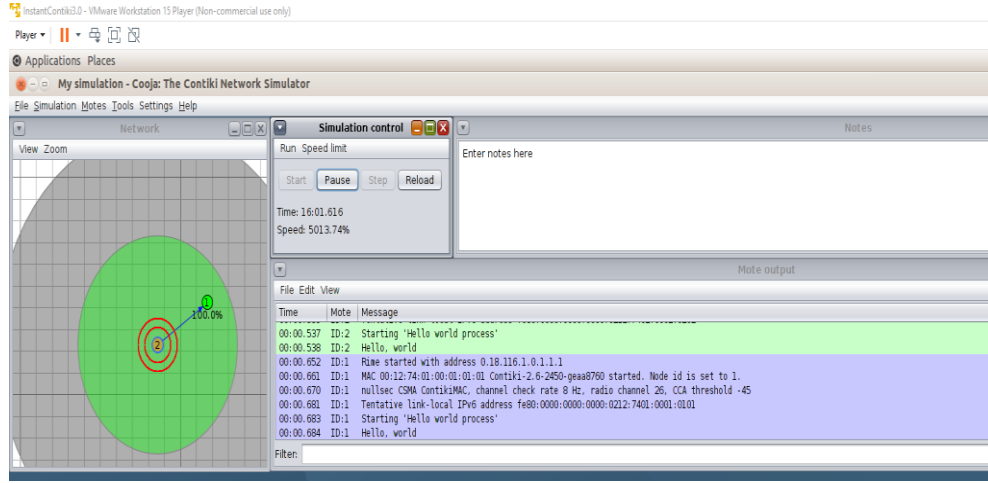 InstantContiki3.0 - VMware Workstation 15 Player (Non-commercial use only)
Player
Applications Places
My simulation - Cooja: The Contiki Network Simulator
File Simulation Motes Tools Settings Help
Network
View Zoom
1
100.0%
2
Simulation control
Run Speed limit
Start Pause Step Reload
Time: 16:01.616
Speed: 5013.74%
Notes
Enter notes here
Mote output
File Edit View
Time Mote Message
00:00.537 ID:2 Starting 'Hello world process'
00:00.538 ID:2 Hello, world
00:00.652 ID:1 Rime started with address 0.18.116.1.0.1.1.1
00:00.661 ID:1 MAC 00:12:74:01:00:01:01:01 Contiki-2.6-2450-geaa8760 started. Node id is set to 1.
00:00.670 ID:1 nullsec CSMA ContikiMAC, channel check rate 8 Hz, radio channel 26, CCA threshold -45
00:00.681 ID:1 Tentative link-local IPv6 address fe80:0000:0000:0000:0212:7401:0001:0101
00:00.683 ID:1 Starting 'Hello world process'
00:00.684 ID:1 Hello, world
Filter: